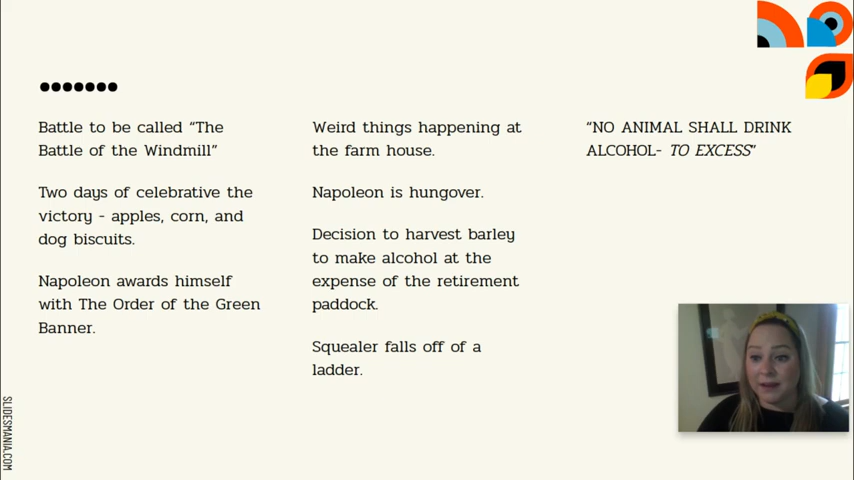 Battle to be called “The
Battle of the Windmill”
Two days of celebrative the
victory - apples, corn, and
dog biscuits.
Napoleon awards himself
with The Order of the Green
Banner.
Weird things happening at
the farm house.
Napoleon is hungover.
Decision to harvest barley
to make alcohol at the
expense of the retirement
paddock.
Squealer falls off of a
ladder.
“NO ANIMAL SHALL DRINK
ALCOHOL- TO EXCESS”
SLIDESMANIA.COM